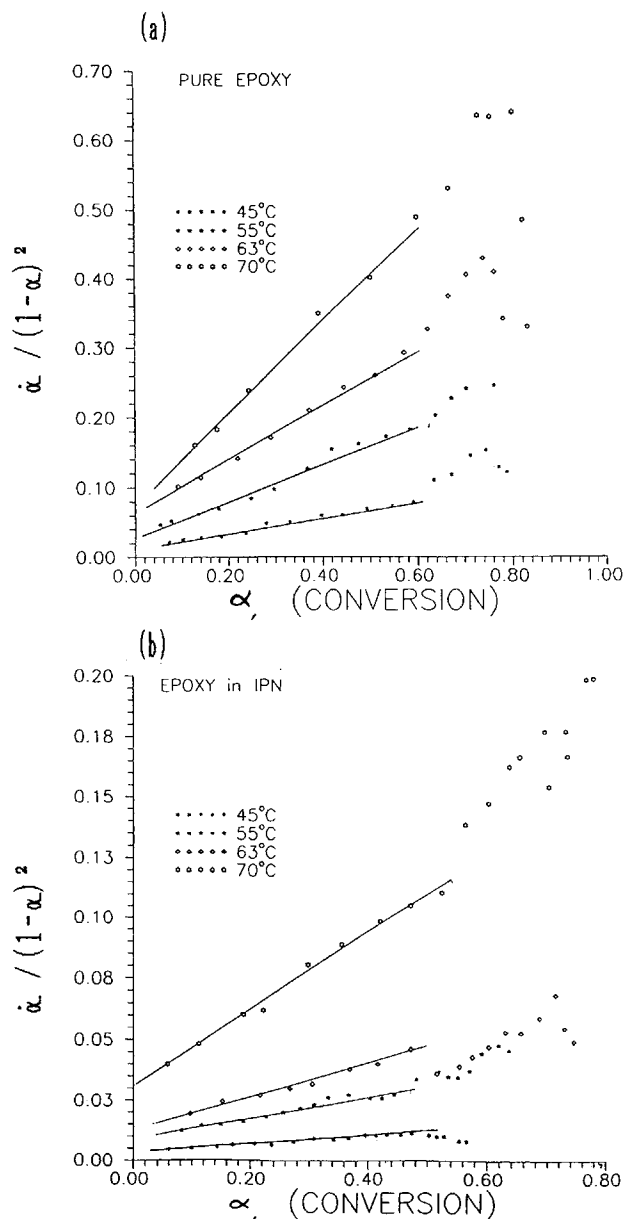 (a)
PURE EPOXY
0.70
0.60
0.50
0.40
0.30
0.20
0.10
0.00
α̇ / (1-α) ²
45°C
55°C
63°C
70°C
0.00 0.20 0.40 0.60 0.80 1.00
α, (CONVERSION)
(b)
EPOXY in IPN
0.20
0.18
0.15
0.13
0.10
0.08
0.05
0.03
0.00
α̇ / (1-α) ²
45°C
55°C
63°C
70°C
0.00 0.20 0.40 0.60 0.80
α, (CONVERSION)